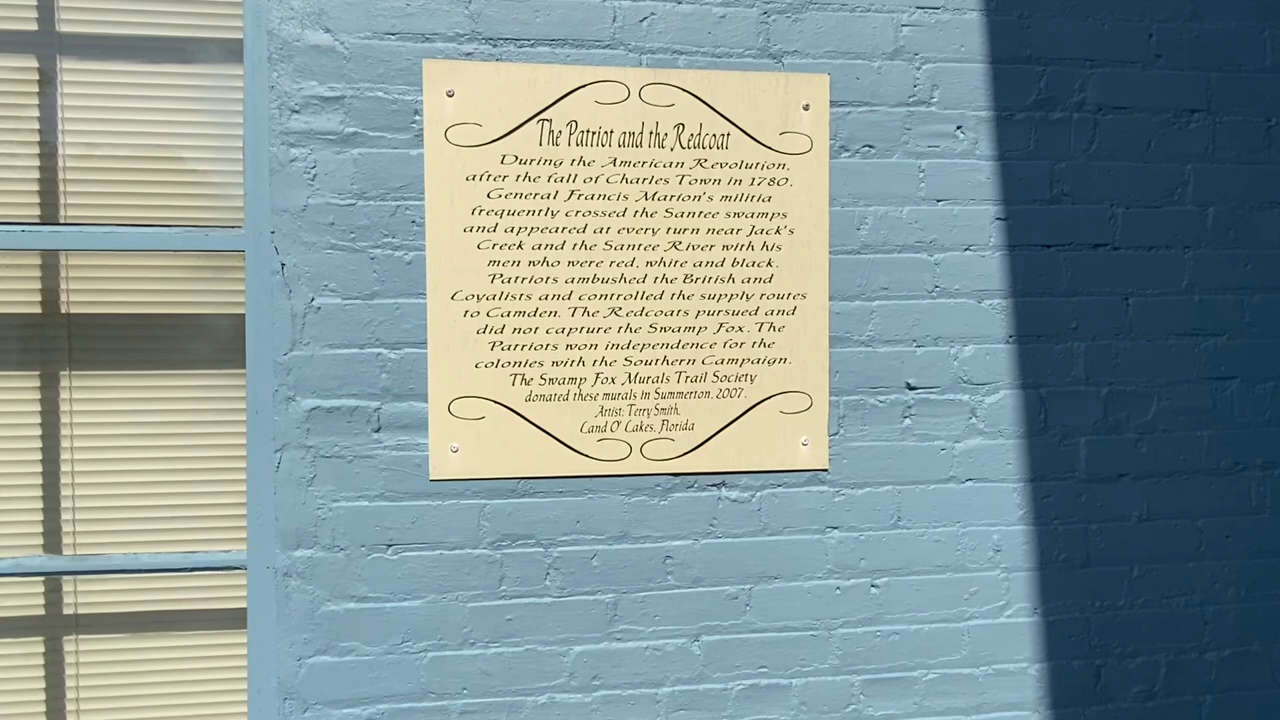 The Patriot and the Redcoat
During the American Revolution,
after the fall of Charles Town in 1780,
General Francis Marion's militia
frequently crossed the Santee swamps
and appeared at every turn near Jack's
Creek and the Santee River with his
men who were red, white and black.
Patriots ambushed the British and
Loyalists and controlled the supply routes
to Camden. The Redcoats pursued and
did not capture the Swamp Fox. The
Patriots won independence for the
colonies with the Southern Campaign.
The Swamp Fox Murals Trail Society
donated these murals in Summerton, 2007.
Artist: Terry Smith,
Land O' Lakes, Florida